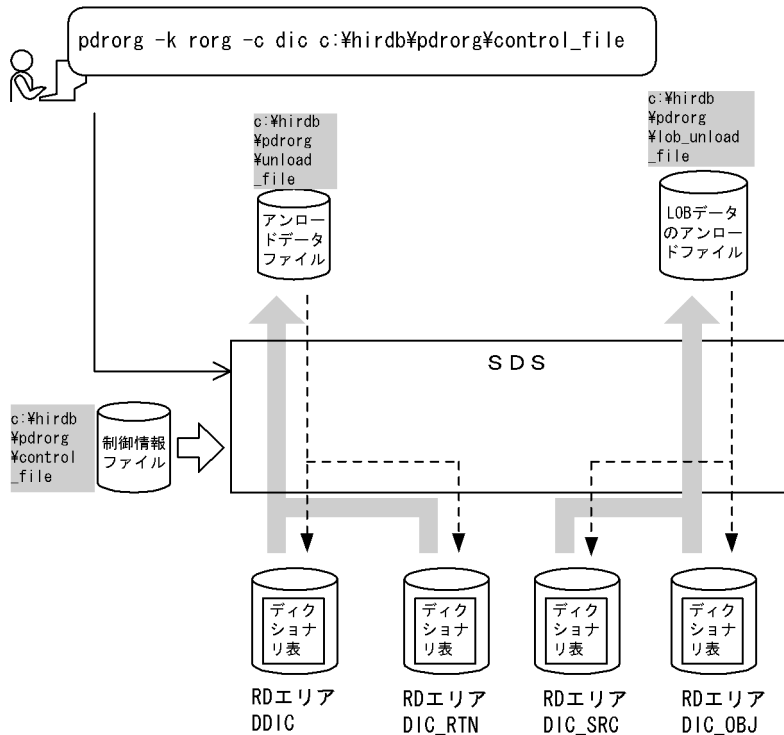 pdrorg -k rorg -c dic c:¥hirdb¥pdrorg¥control_file
c:¥hirdb
¥pdrorg
¥unload
_file
c:¥hirdb
¥pdrorg
¥lob_unload
_file
アンロー
ドデータ
ファイル
LOBデータ
のアンロー
ドファイル
SDS
c:¥hirdb
¥pdrorg
¥control
_file
制御情報
ファイル
ディク
ショナ
リ表
ディク
ショナ
リ表
ディク
ショナ
リ表
ディク
ショナ
リ表
RDエリア
DDIC
RDエリア
DIC_RTN
RDエリア
DIC_SRC
RDエリア
DIC_OBJ